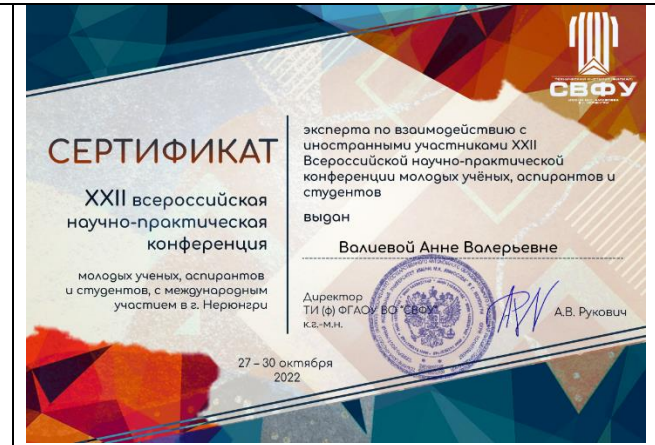 СВФУ
СЕРТИФИКАТ
XXII всероссийская
научно-практическая
конференция
молодых ученых, аспирантов
и студентов, с международным
участием в г. Нерюнгри
эксперта по взаимодействию с
иностранными участниками XXII
Всероссийской научно-практической
конференции молодых учёных, аспирантов и
студентов
выдан
Валиевой Анне Валерьевне
Директор
ТИ (ф) ФГАОУ ВО "СВФУ"
к.г.-м.н.
А.В. Рукович
27 – 30 октября
2022